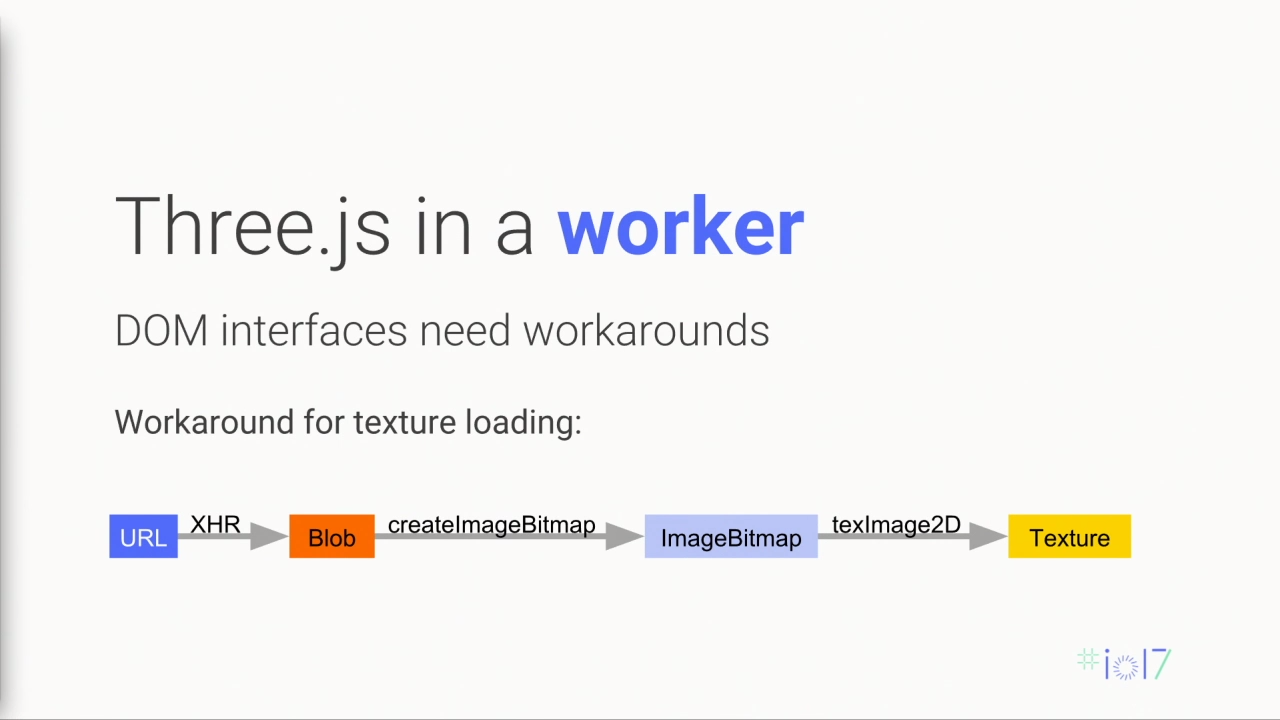 Three.js in a worker
DOM interfaces need workarounds
Workaround for texture loading:
URL XHR Blob createImageBitmap ImageBitmap texImage2D Texture
#io17